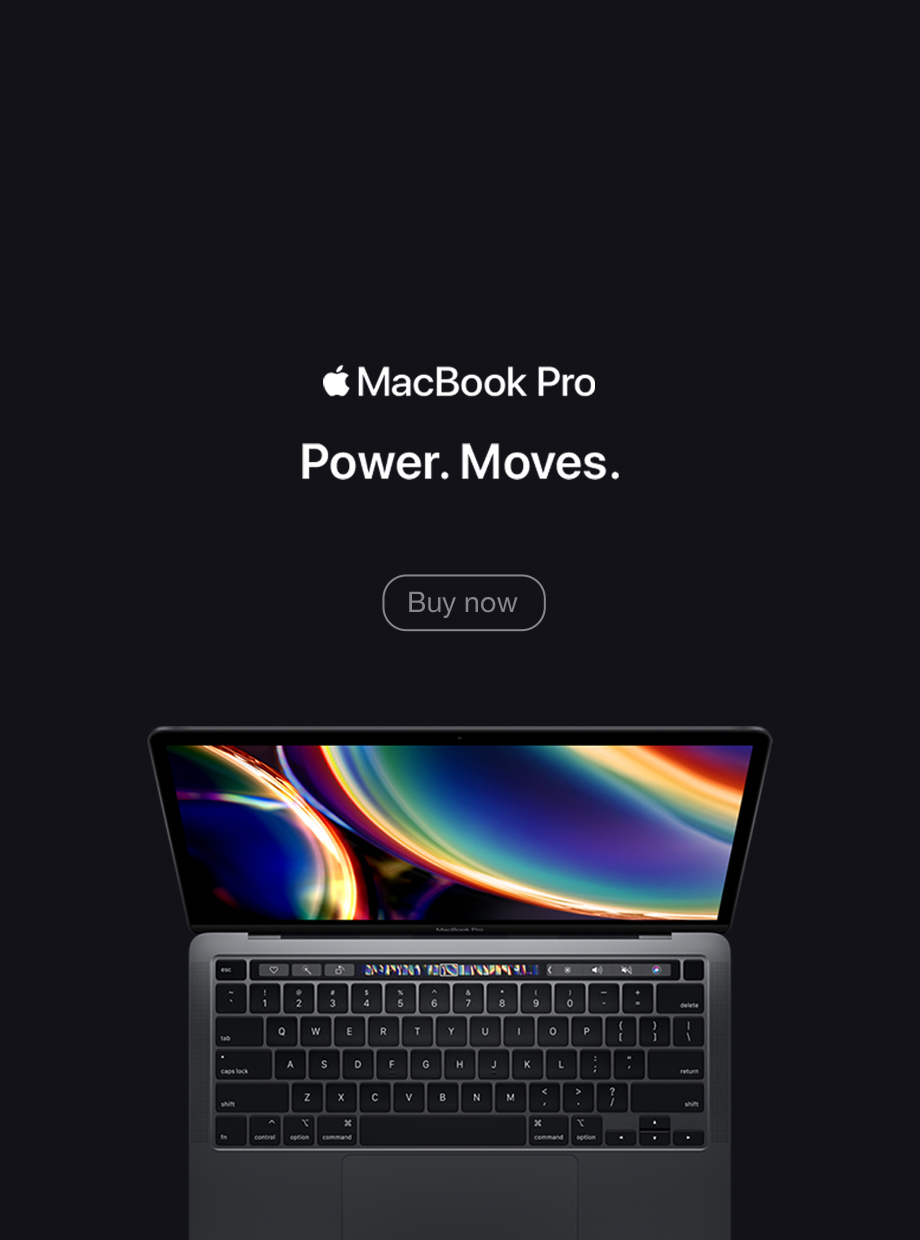 MacBook Pro
Power. Moves.
Buy now
MacBook Pro
esc
~ ! @ # $ % ^ & * ( ) — +
` 1 2 3 4 5 6 7 8 9 0 - = delete
tab Q W E R T Y U I O P { [ } ] | \
caps lock A S D F G H J K L : ; " ' return
shift Z X C V B N M < , > . ? / shift
fn control option command command option